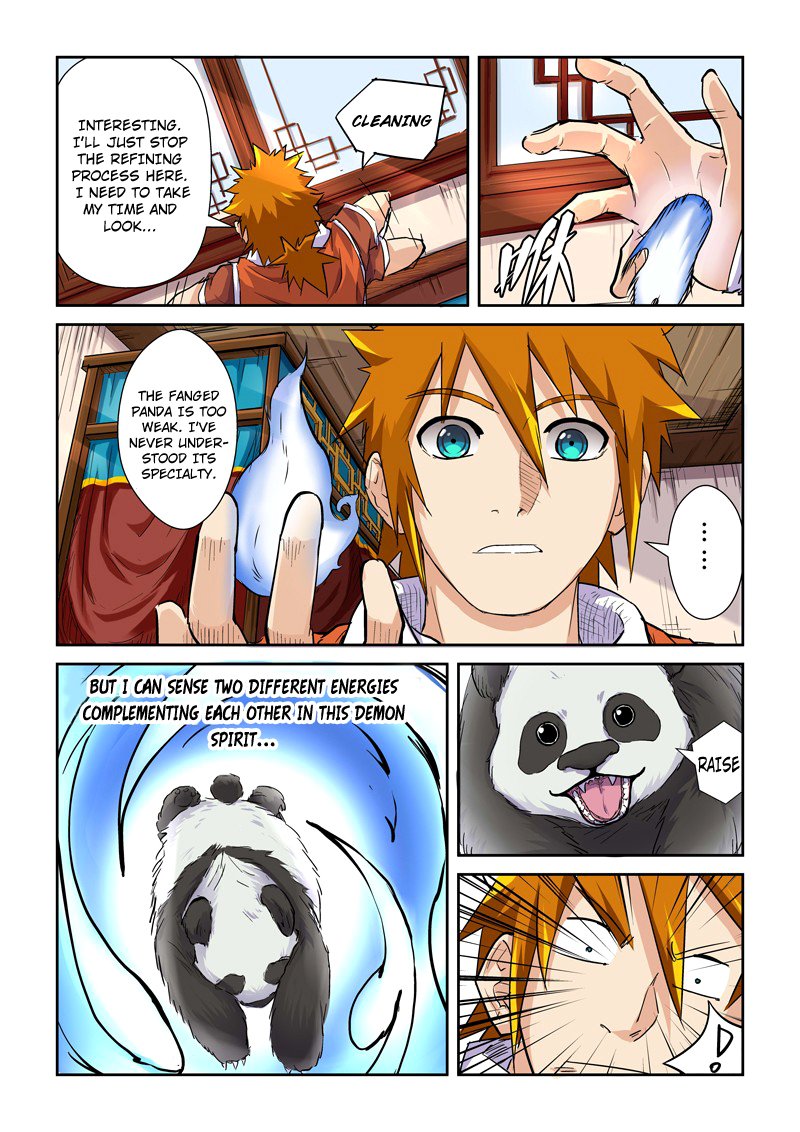 INTERESTING.
I'LL JUST STOP
THE REFINING
PROCESS HERE.
I NEED TO TAKE
MY TIME AND
LOOK...
CLEANING
THE FANGED
PANDA IS TOO
WEAK. I'VE
NEVER UNDER-
STOOD ITS
SPECIALTY.
......
BUT I CAN SENSE TWO DIFFERENT ENERGIES
COMPLEMENTING EACH OTHER IN THIS DEMON
SPIRIT...
RAISE